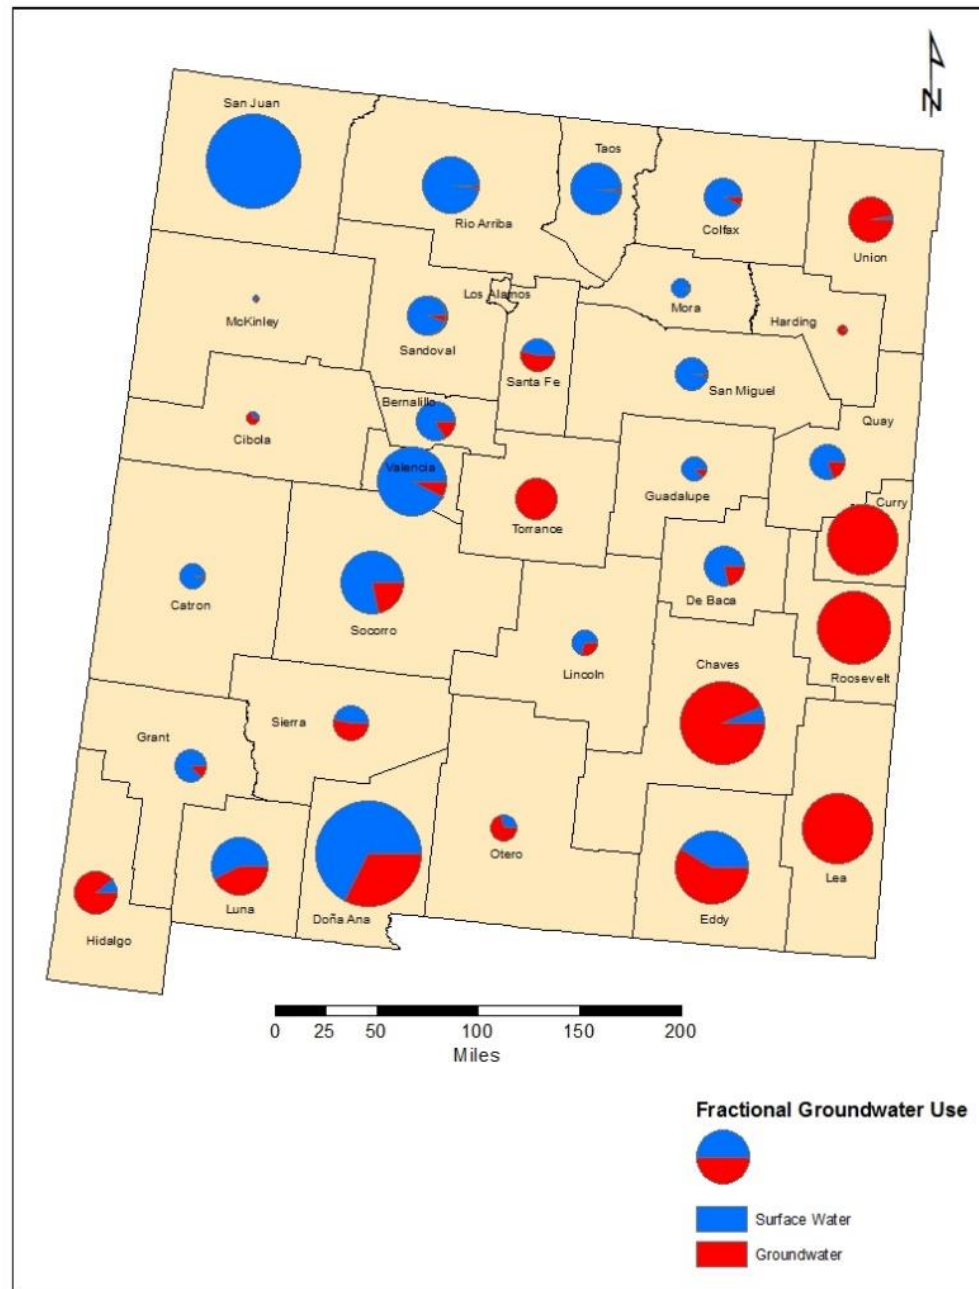 N
San Juan
Taos
Rio Arriba
Colfax
Union
Los Alamos
Mora
McKinley
Harding
Sandoval
Santa Fe
San Miguel
Bernalillo
Quay
Cibola
Valencia
Guadalupe
Curry
Torrance
Catron
De Baca
Socorro
Chaves
Lincoln
Roosevelt
Sierra
Grant
Otero
Lea
Luna
Doña Ana
Eddy
Hidalgo
0 25 50 100 150 200
Miles
Fractional Groundwater Use
Surface Water
Groundwater